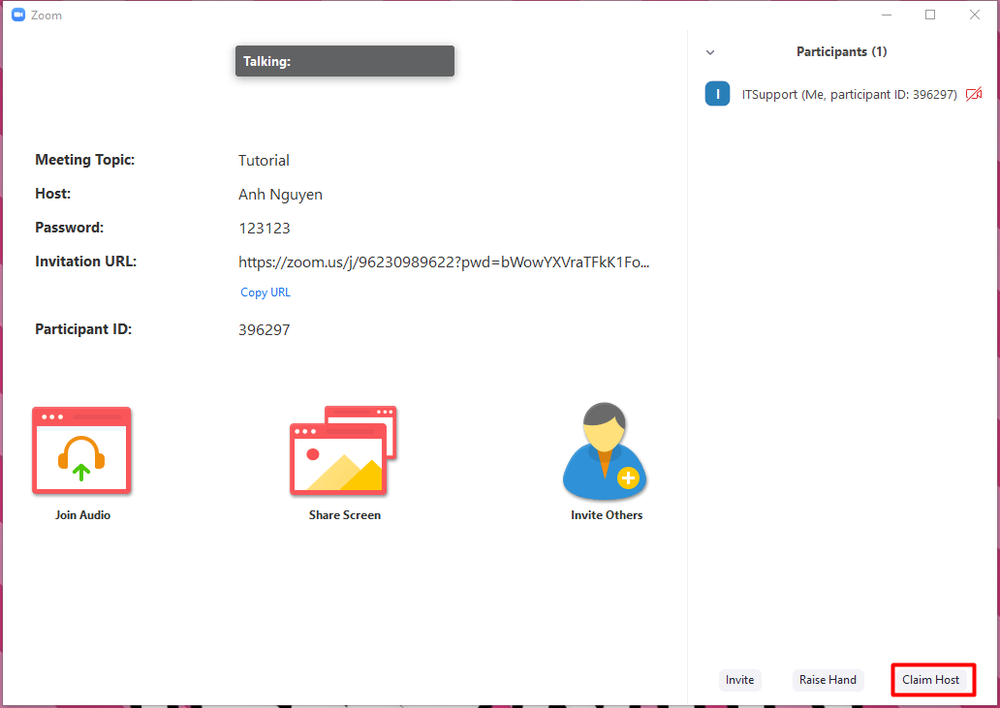 Zoom
Talking:
Participants (1)
I
ITSupport (Me, participant ID: 396297)
Meeting Topic: Tutorial
Host: Anh Nguyen
Password: 123123
Invitation URL: https://zoom.us/j/96230989622?pwd=bWowYXVraTFkK1Fo...
Copy URL
Participant ID: 396297
Join Audio
Share Screen
Invite Others
Invite
Raise Hand
Claim Host